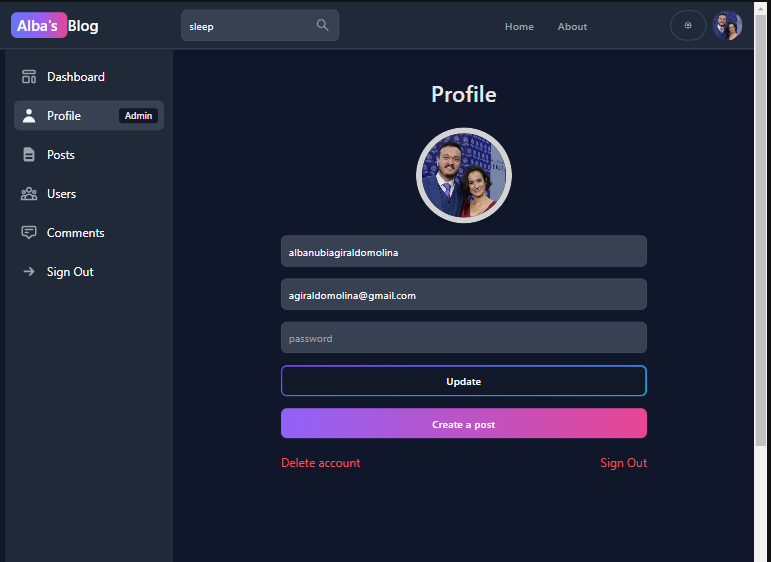 Alba's Blog
sleep
Home About
Dashboard
Profile Admin
Posts
Users
Comments
Sign Out
Profile
albanubiagiraldomolina
agiraldomolina@gmail.com
password
Update
Create a post
Delete account Sign Out